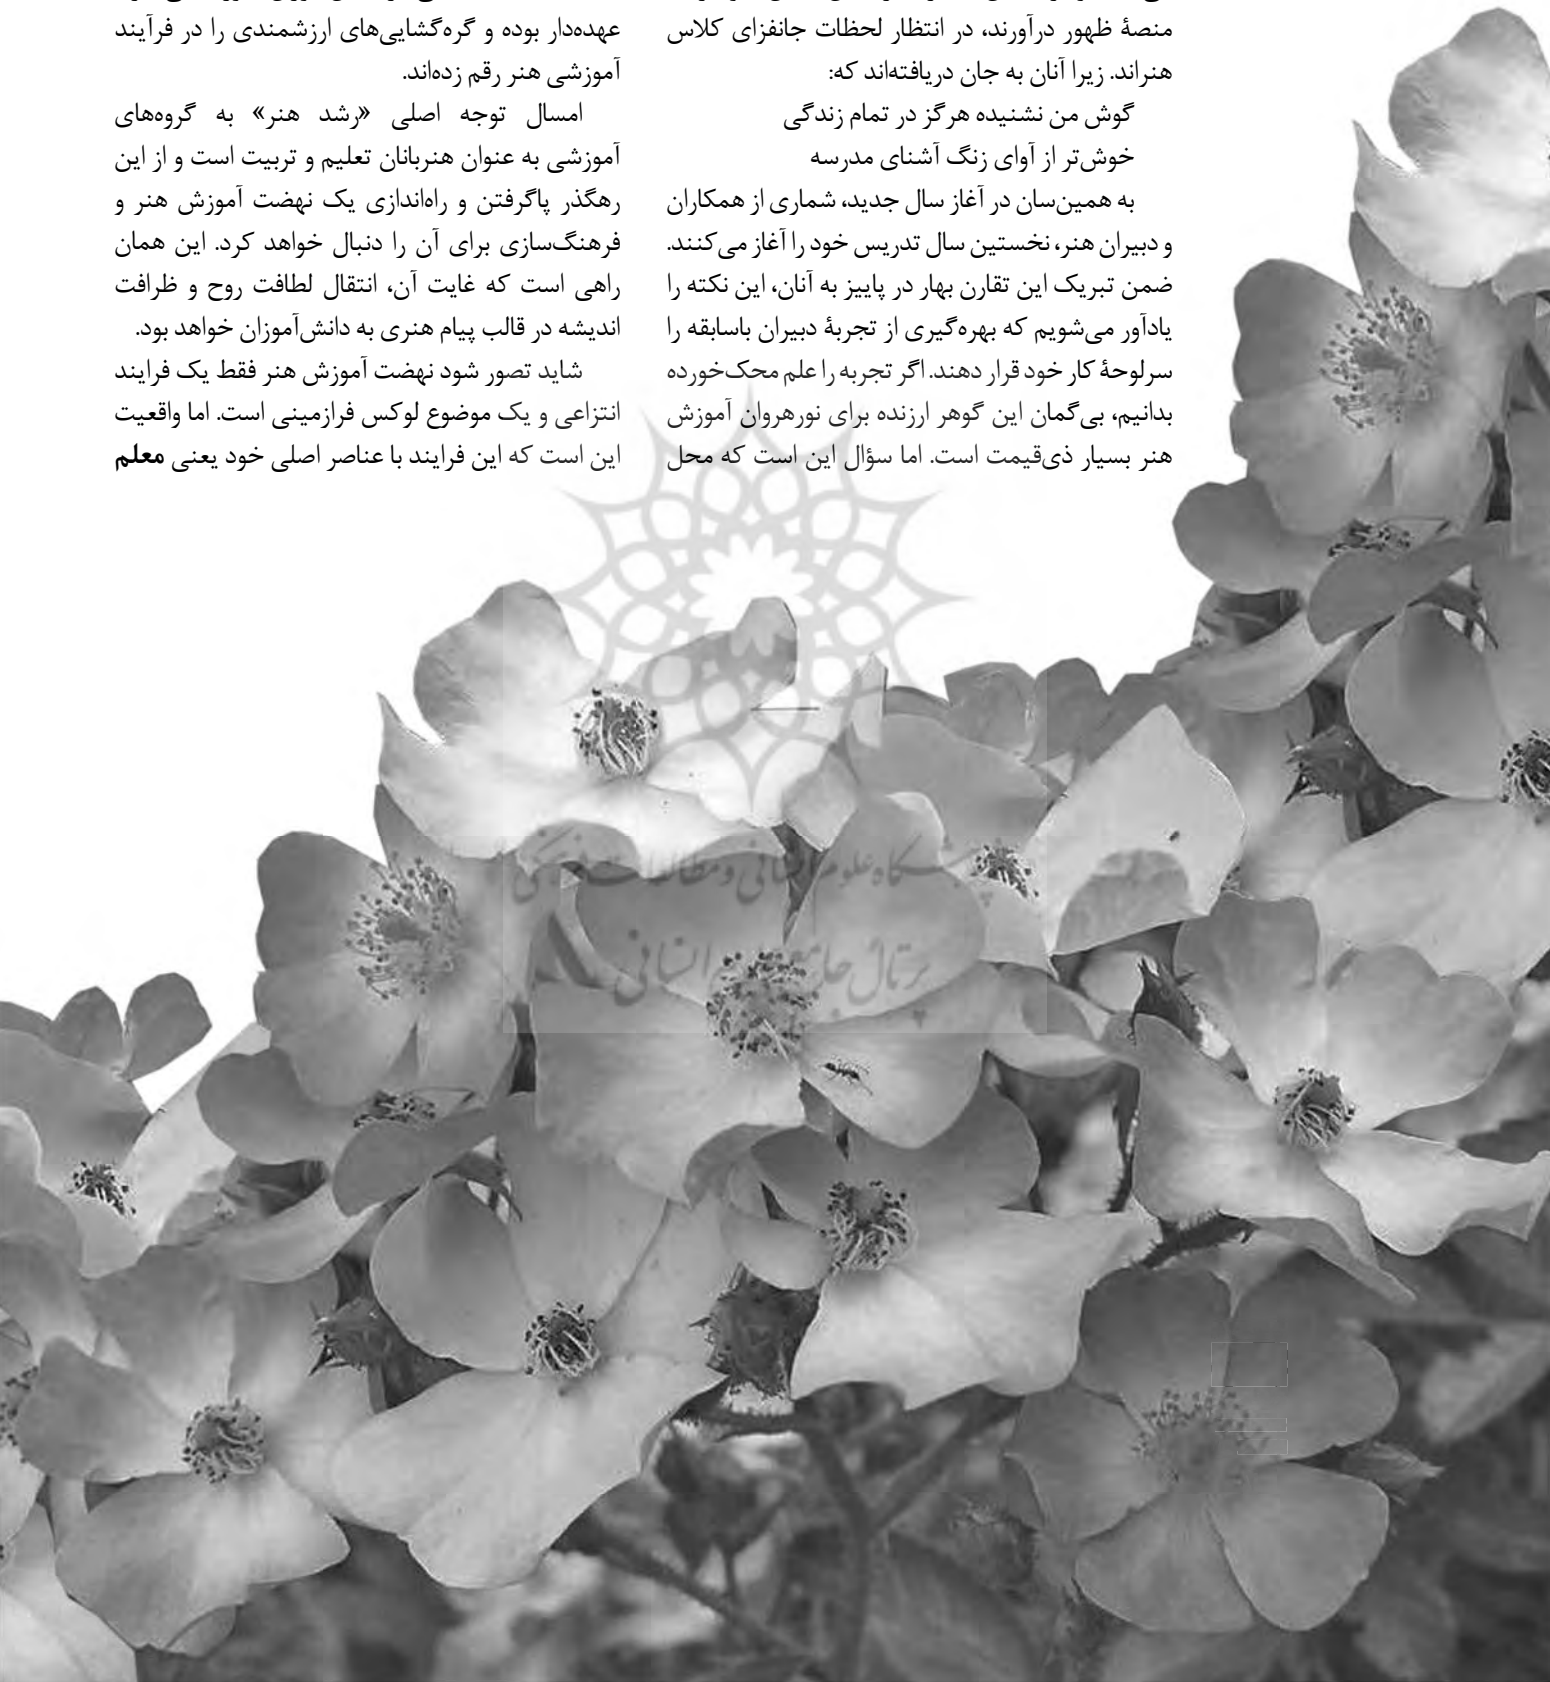 منصهٔ ظهور درآورند، در انتظار لحظات جانفزای کلاس
هنراند. زیرا آنان به جان دریافته‌اند که:
گوش من نشنیده هرگز در تمام زندگی
خوش‌تر از آوای زنگ آشنای مدرسه
به همین‌سان در آغاز سال جدید، شماری از همکاران
و دبیران هنر، نخستین سال تدریس خود را آغاز می‌کنند.
ضمن تبریک این تقارن بهار در پاییز به آنان، این نکته را
یادآور می‌شویم که بهره‌گیری از تجربهٔ دبیران باسابقه را
سرلوحهٔ کار خود قرار دهند. اگر تجربه را علم محک‌خورده
بدانیم، بی‌گمان این گوهر ارزنده برای نورهروان آموزش
هنر بسیار ذی‌قیمت است. اما سؤال این است که محل
عهده‌دار بوده و گره‌گشایی‌های ارزشمندی را در فرآیند
آموزشی هنر رقم زده‌اند.
امسال توجه اصلی «رشد هنر» به گروه‌های
آموزشی به عنوان هنربانان تعلیم و تربیت است و از این
رهگذر پاگرفتن و راه‌اندازی یک نهضت آموزش هنر و
فرهنگ‌سازی برای آن را دنبال خواهد کرد. این همان
راهی است که غایت آن، انتقال لطافت روح و ظرافت
اندیشه در قالب پیام هنری به دانش‌آموزان خواهد بود.
شاید تصور شود نهضت آموزش هنر فقط یک فرایند
انتزاعی و یک موضوع لوکس فرازمینی است. اما واقعیت
این است که این فرایند با عناصر اصلی خود یعنی معلم
علوم انسانی و مطالعات فرهنگی
پرتال جامع انسانی